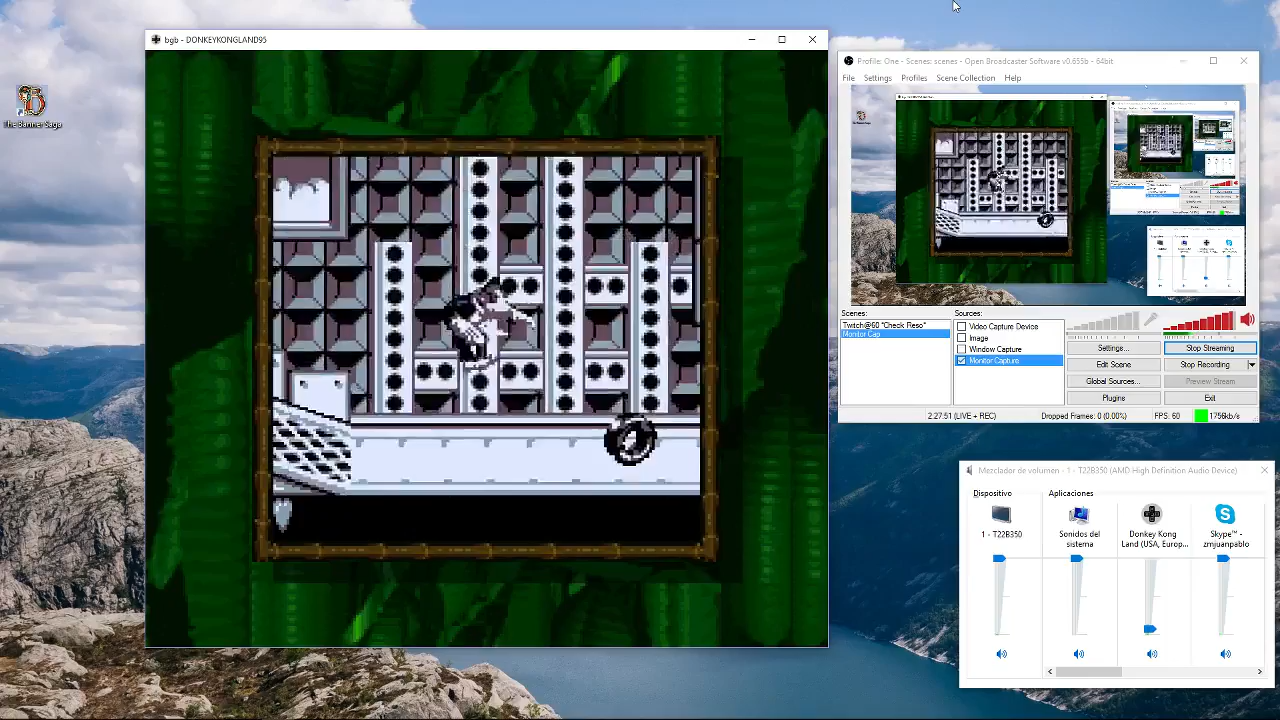 bgb - DONKEYKONGLAND95
The Banner Saga
Profile: One - Scenes: scenes - Open Broadcaster Software v0.655b - 64bit
File Settings Profiles Scene Collection Help
Scenes:
Twitch@60 "Check Reso"
Monitor Cap
Sources:
Video Capture Device
Image
Window Capture
Monitor Capture
Settings...
Stop Streaming
Edit Scene
Stop Recording
Global Sources...
Preview Stream
Plugins
Exit
2.27.51 (LIVE + REC)
Dropped Frames: 0 (0.00%)
FPS: 60
1756kb/s
Mezclador de volumen - 1 - T22B350 (AMD High Definition Audio Device)
Dispositivo
Aplicaciones
1 - T22B350
Sonidos del
sistema
Donkey Kong
Land (USA, Europ...
Skype™ -
zmjuanpablo